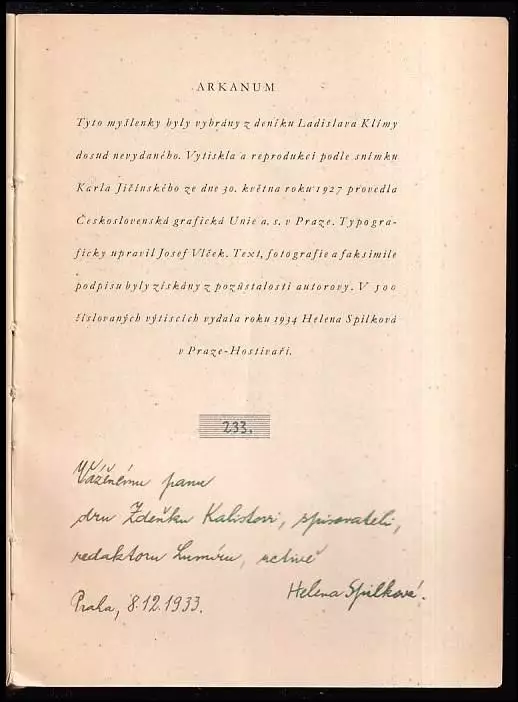 ARKANUM
Tyto myšlenky byly vybrány z deníku Ladislava Klímy
dosud nevydaného. Vytiskla a reprodukci podle snímku
Karla Jičínského ze dne 30. května roku 1927 provedla
Československá grafická Unie a. s. v Praze. Typogra-
ficky upravil Josef Vlček. Text, fotografie a faksimile
podpisu byly získány z pozůstalosti autorovy. V 500
číslovaných výtiscích vydala roku 1934 Helena Spilková
v Praze-Hostivaři.
233.
Váženému panu
dru Zdeňku Kalistovi, spisovateli,
redaktoru Lumíru, uctivě
Helena Spilková.
Praha, 8.12.1933.